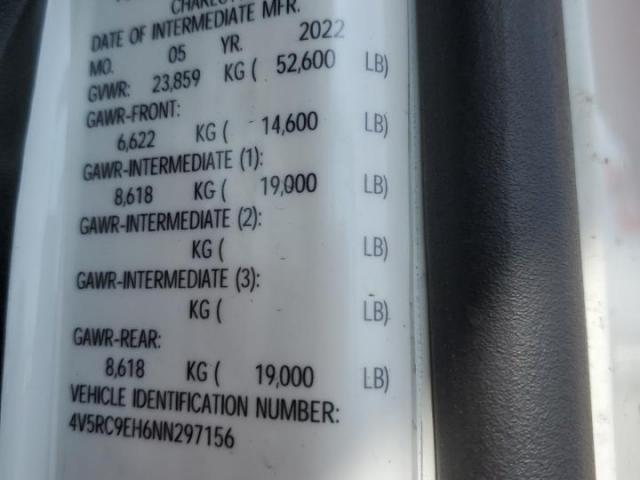 DATE OF INTERMEDIATE MFR.
MO. 05 YR. 2022
GVWR: 23,859 KG ( 52,600 LB)
GAWR-FRONT:
6,622 KG ( 14,600 LB)
GAWR-INTERMEDIATE (1):
8,618 KG ( 19,000 LB)
GAWR-INTERMEDIATE (2):
KG ( LB)
GAWR-INTERMEDIATE (3):
KG ( LB)
GAWR-REAR:
8,618 KG ( 19,000 LB)
VEHICLE IDENTIFICATION NUMBER:
4V5RC9EH6NN297156